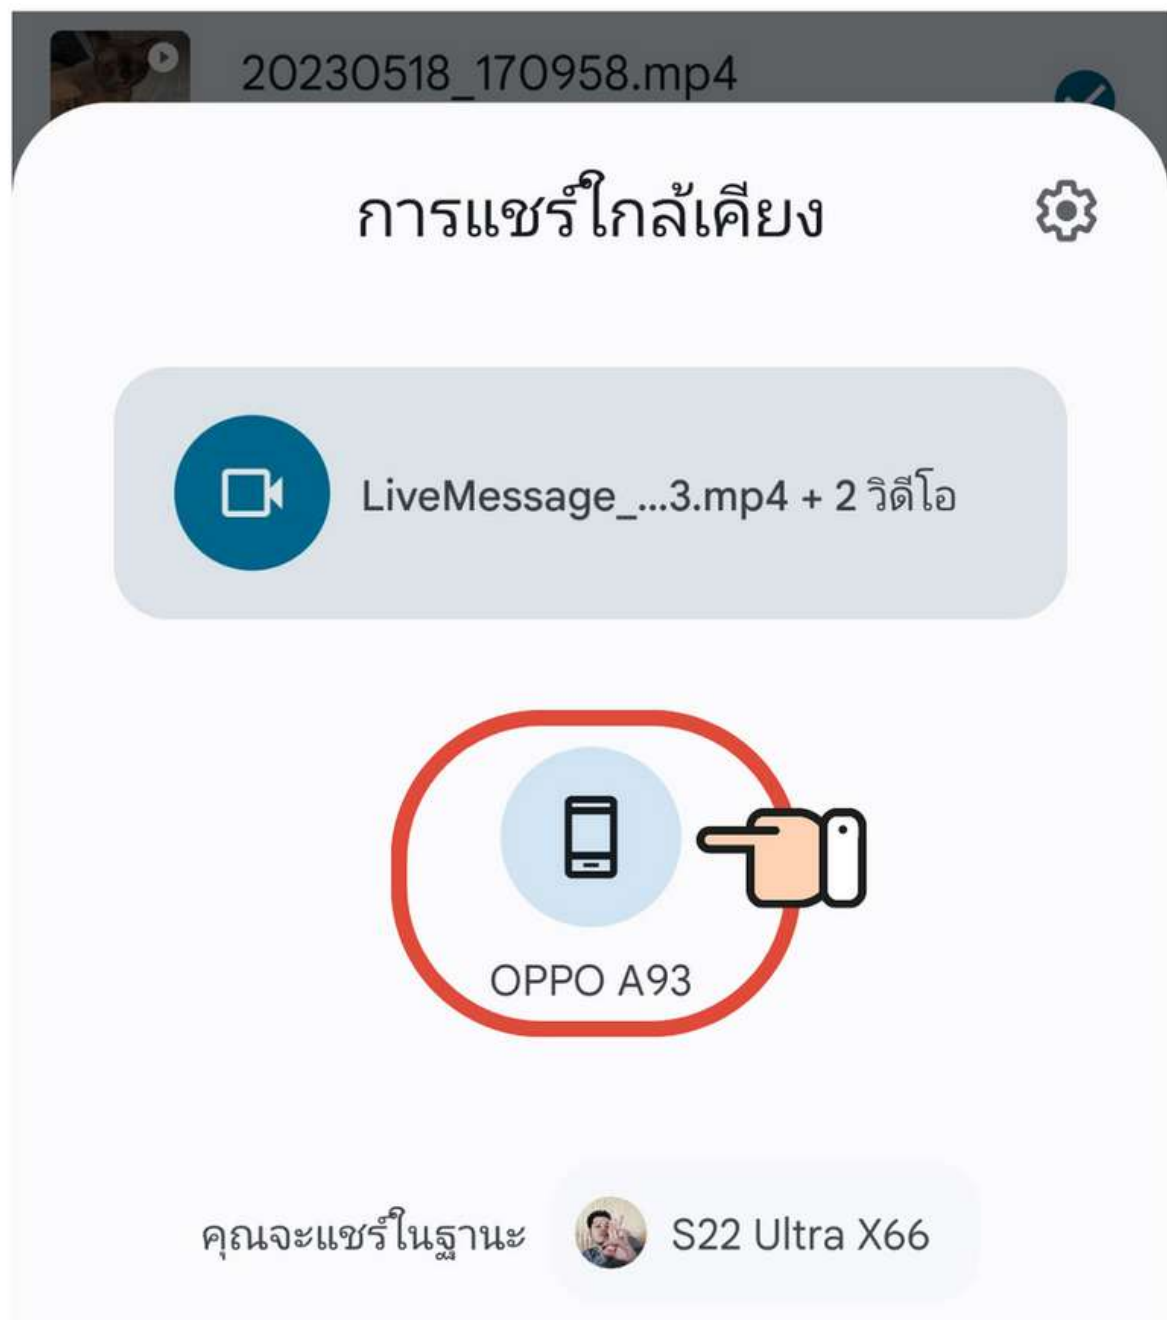 20230518_170958.mp4
การแชร์ใกล้เคียง
LiveMessage_...3.mp4 + 2 วิดีโอ
OPPO A93
คุณจะแชร์ในฐานะ S22 Ultra X66